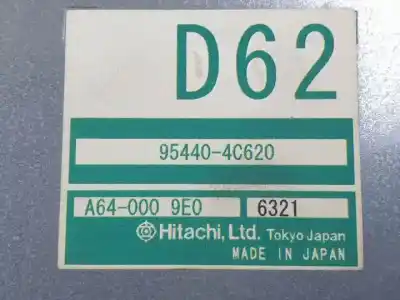 D62
95440-4C620
A64-000 9E0 6321
Hitachi, Ltd. Tokyo Japan
MADE IN JAPAN